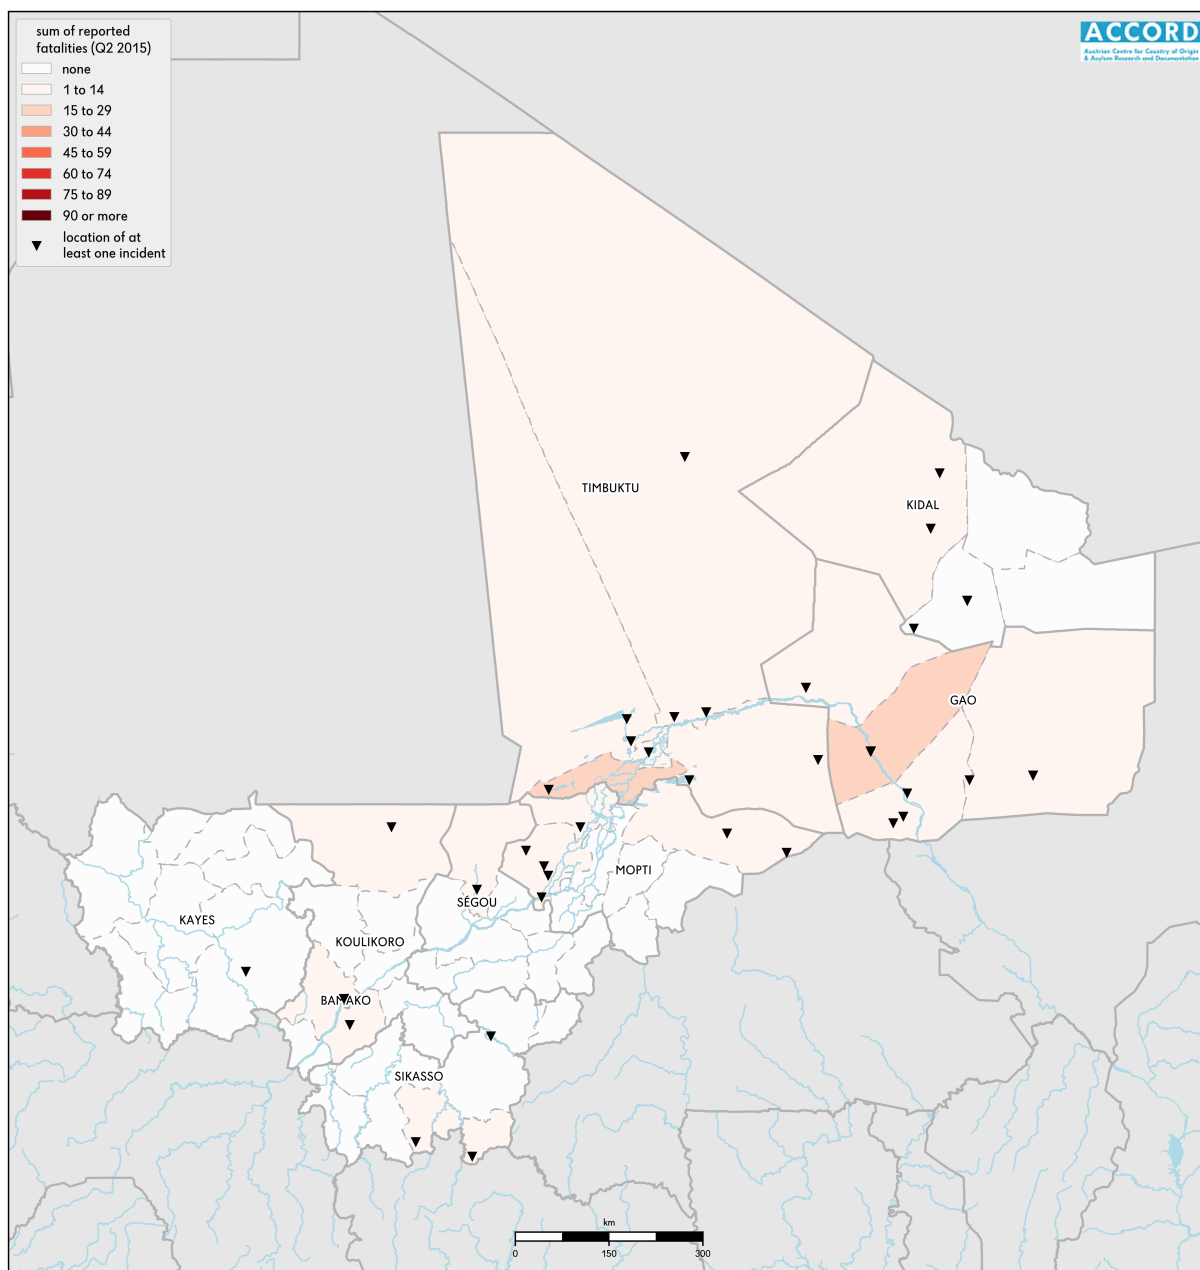 sum of reported
fatalities (Q2 2015)
none
1 to 14
15 to 29
30 to 44
45 to 59
60 to 74
75 to 89
90 or more
location of at
least one incident
ACCORD
Austrian Centre for Country of Origin
& Asylum Research and Documentation
TIMBUKTU
KIDAL
GAO
MOPTI
SÉGOU
KAYES
KOULIKORO
BAMAKO
SIKASSO
km
0 150 300